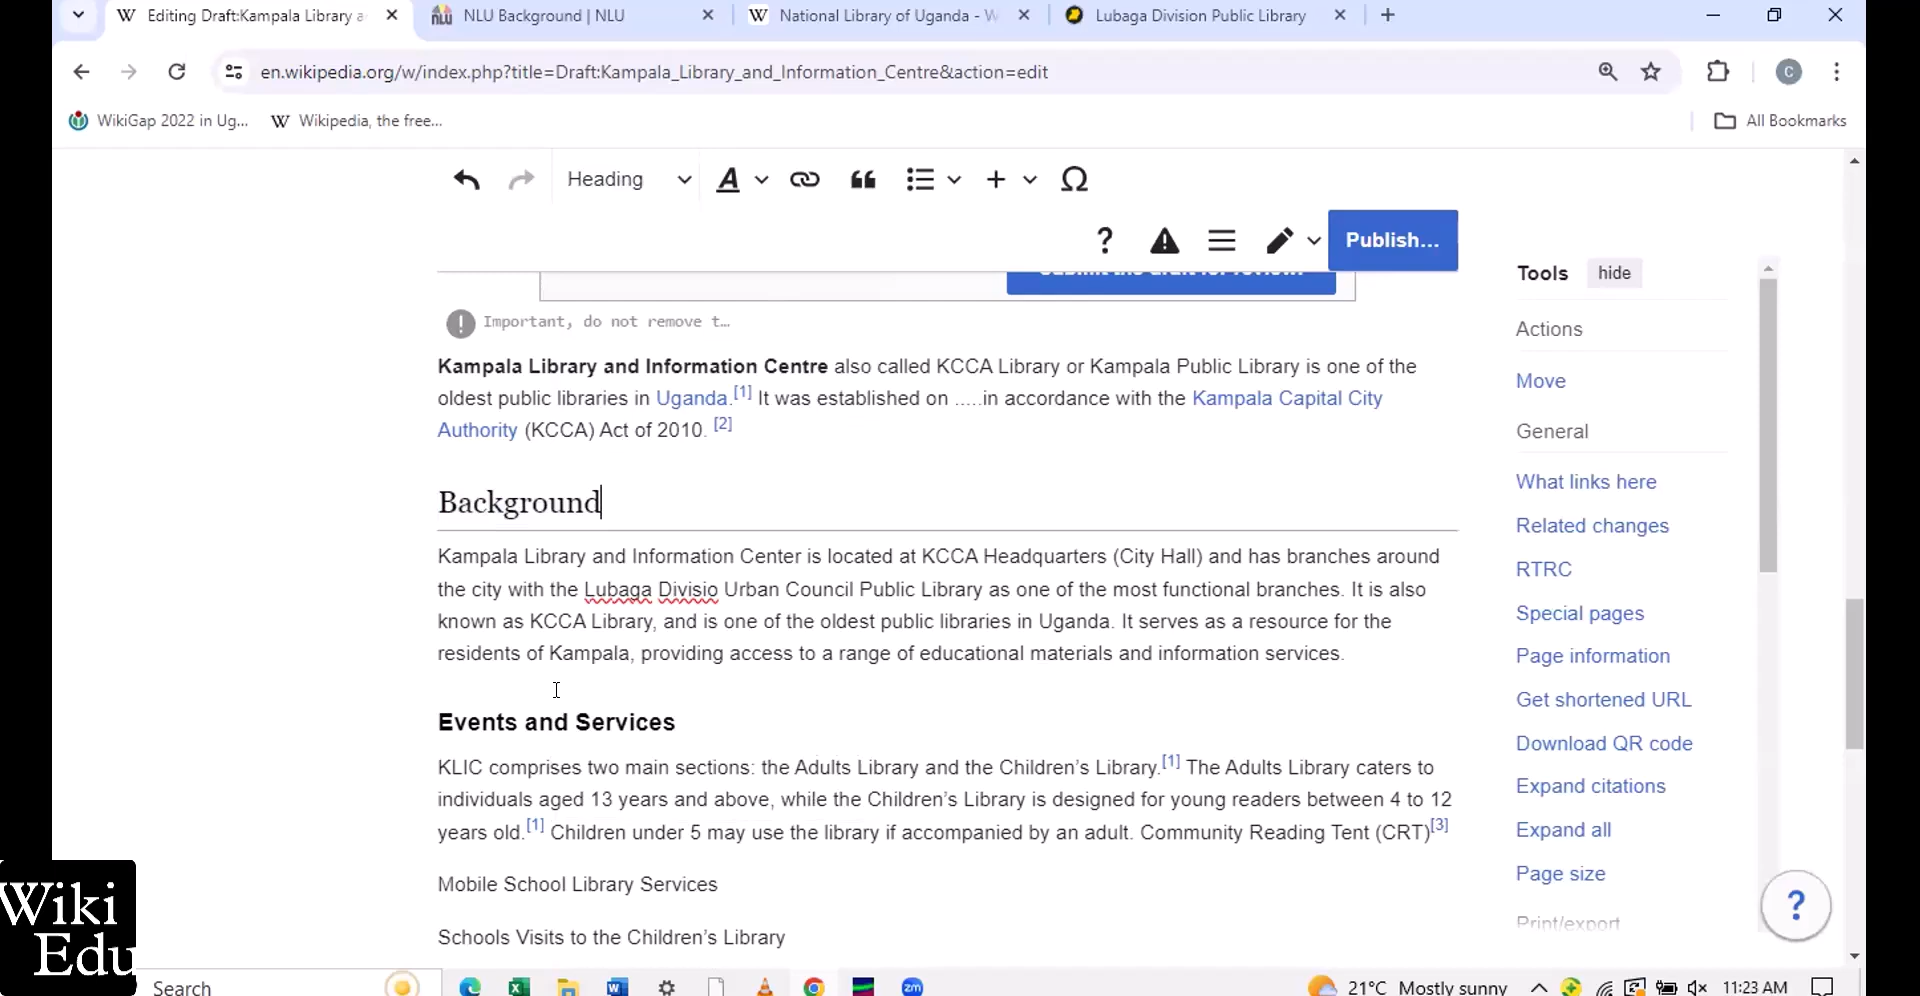 Editing Draft:Kampala Library a
NLU Background | NLU
National Library of Uganda - W
Lubaga Division Public Library
en.wikipedia.org/w/index.php?title=Draft:Kampala_Library_and_Information_Centre&action=edit
C
WikiGap 2022 in Ug...
Wikipedia, the free...
All Bookmarks
Heading
Publish...
Submit the draft for review!
Important, do not remove t…
Kampala Library and Information Centre also called KCCA Library or Kampala Public Library is one of the
oldest public libraries in Uganda.[1] It was established on .....in accordance with the Kampala Capital City
Authority (KCCA) Act of 2010. [2]
Background
Kampala Library and Information Center is located at KCCA Headquarters (City Hall) and has branches around
the city with the Lubaga Divisio Urban Council Public Library as one of the most functional branches. It is also
known as KCCA Library, and is one of the oldest public libraries in Uganda. It serves as a resource for the
residents of Kampala, providing access to a range of educational materials and information services.
Events and Services
KLIC comprises two main sections: the Adults Library and the Children's Library.[1] The Adults Library caters to
individuals aged 13 years and above, while the Children's Library is designed for young readers between 4 to 12
years old.[1] Children under 5 may use the library if accompanied by an adult. Community Reading Tent (CRT)[3]
Mobile School Library Services
Schools Visits to the Children's Library
Tools
hide
Actions
Move
General
What links here
Related changes
RTRC
Special pages
Page information
Get shortened URL
Download QR code
Expand citations
Expand all
Page size
Print/export
Wiki
Edu
Search
zm
21°C Mostly sunny
11:23 AM